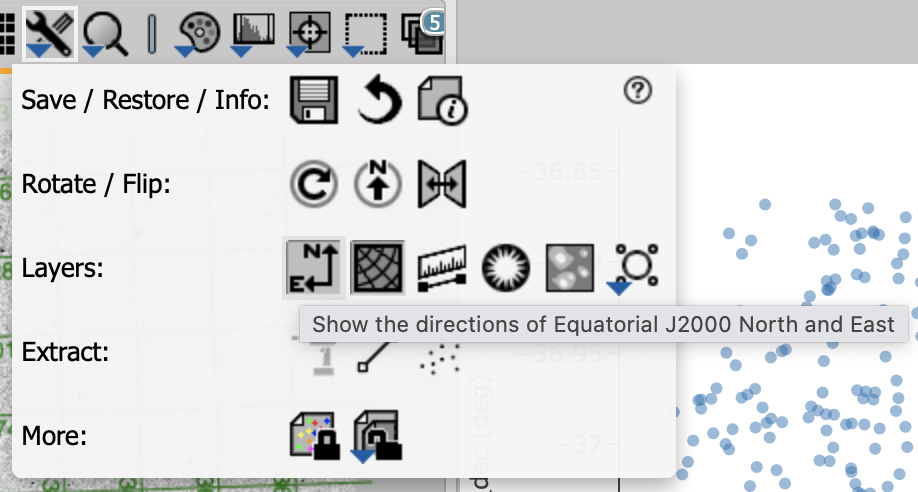 5
Save / Restore / Info:
i
?
−36.85
Rotate / Flip:
C
N
Layers:
N
E
Show the directions of Equatorial J2000 North and East
Extract:
1
−36.95
dec (deg)
More:
−37